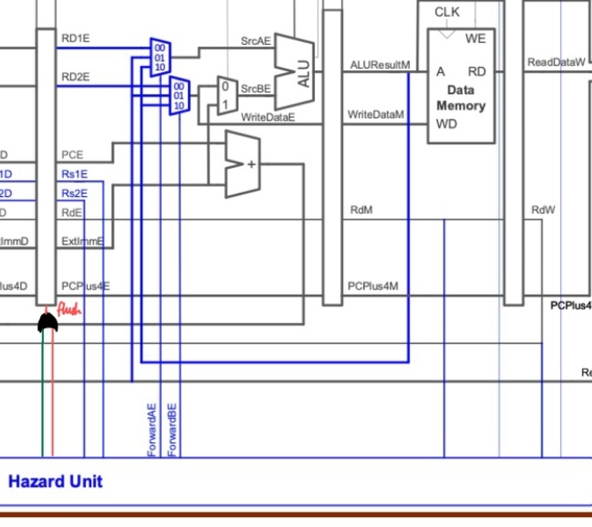 CLK
RD1E
00
01
10
SrcAE
WE
ALU
ALUResultM
A
RD
ReadDataW
RD2E
00
01
10
0
1
SrcBE
Data
Memory
WriteDataE
WriteDataM
WD
D
PCE
+
1D
Rs1E
2D
Rs2E
D
RdE
RdM
RdW
ImmD
ExtImmE
lus4D
PCPlus4E
PCPlus4M
flush
PCPlus4
Re
ForwardAE
ForwardBE
Hazard Unit